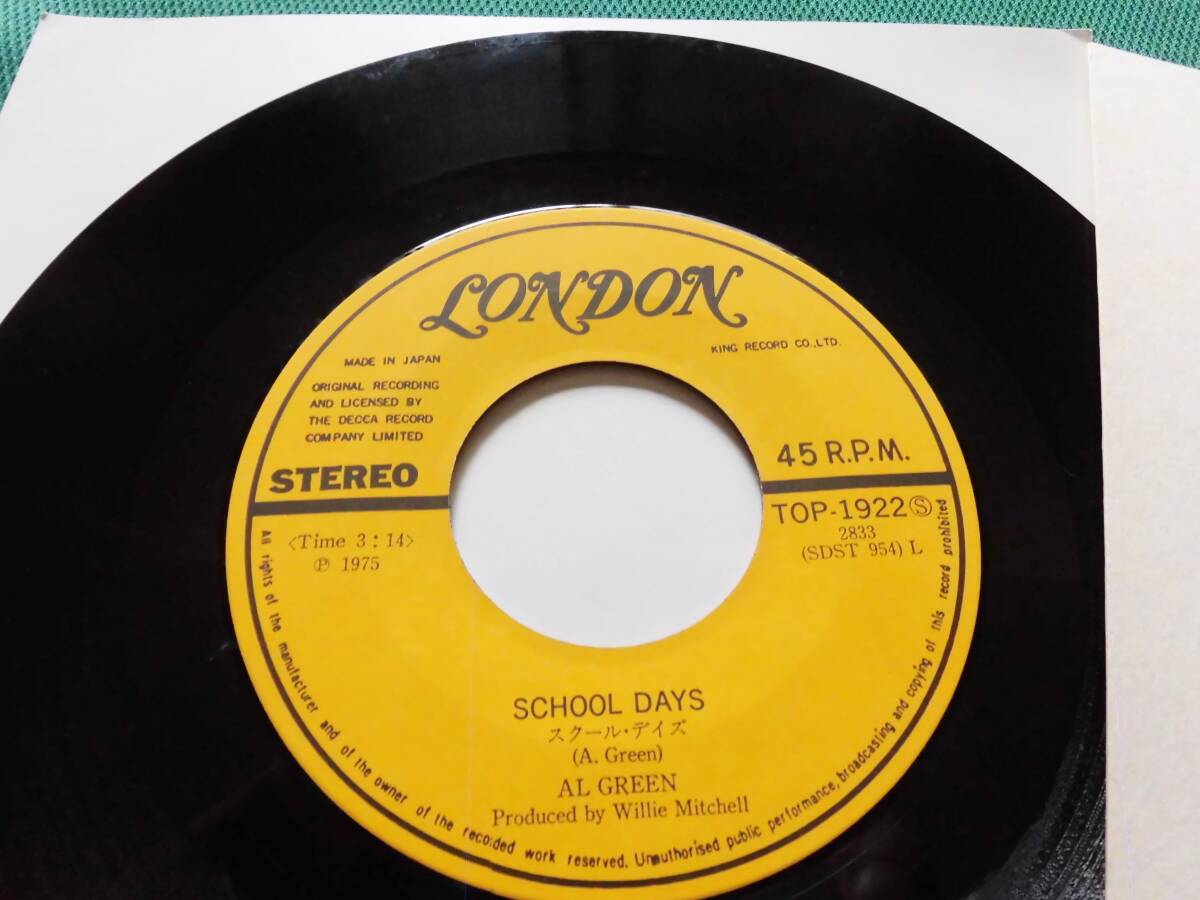 LONDON
KING RECORD CO.,LTD.
MADE IN JAPAN
ORIGINAL RECORDING
AND LICENSED BY
THE DECCA RECORD
COMPANY LIMITED
STEREO
45 R.P.M.
TOP-1922 Ⓢ
2833
(SDST 954) L
<Time 3:14>
℗ 1975
SCHOOL DAYS
スクール・デイズ
(A. Green)
AL GREEN
Produced by Willie Mitchell
All rights of the manufacturer and of the owner of the recorded work reserved. Unauthorised public performance, broadcasting and copying of this record prohibited